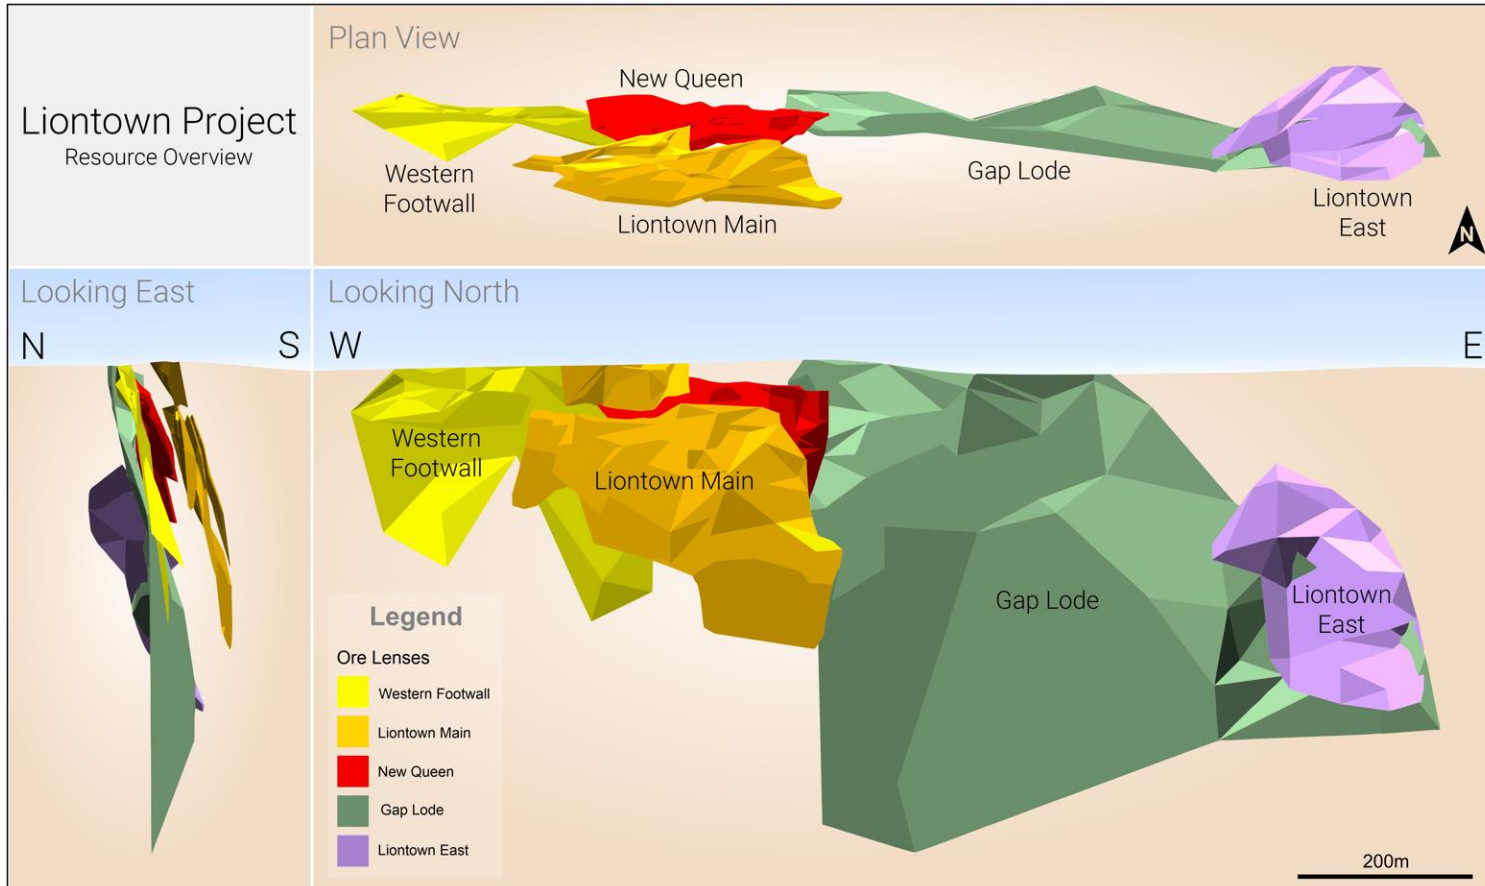 Liontown Project
Resource Overview
Plan View
New Queen
Western
Footwall
Liontown Main
Gap Lode
Liontown
East
N
Looking East
N
S
Looking North
W
E
Western
Footwall
Liontown Main
Gap Lode
Liontown
East
Legend
Ore Lenses
Western Footwall
Liontown Main
New Queen
Gap Lode
Liontown East
200m